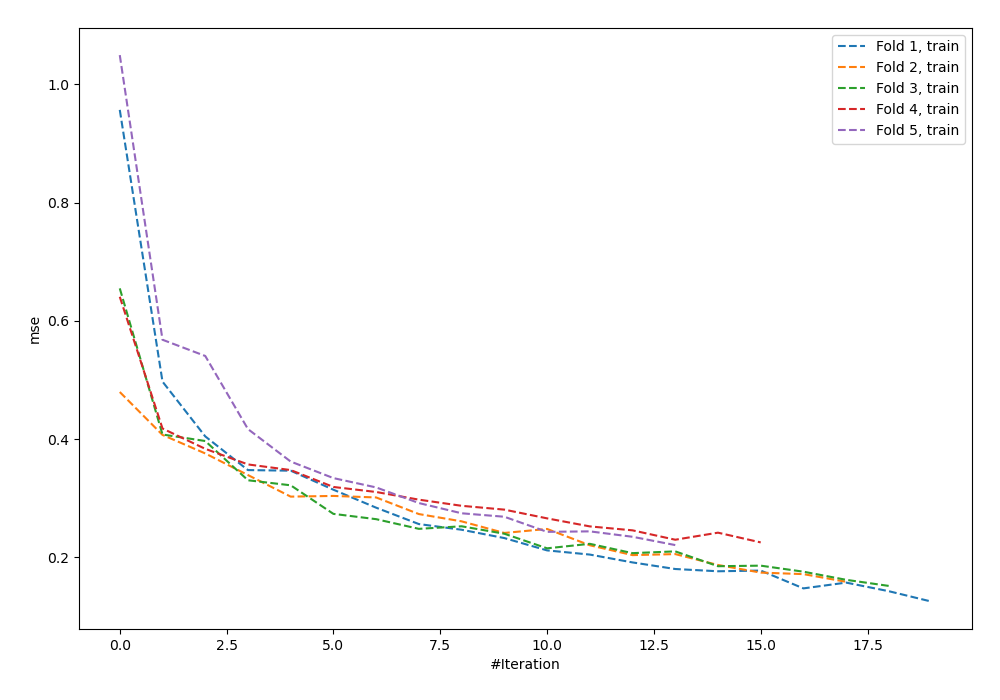 Fold 1, train
Fold 2, train
Fold 3, train
Fold 4, train
Fold 5, train
1.0
0.8
0.6
0.4
0.2
mse
0.0 2.5 5.0 7.5 10.0 12.5 15.0 17.5
#Iteration